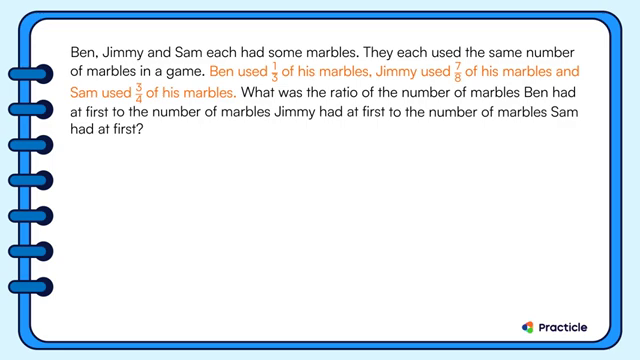 Ben, Jimmy and Sam each had some marbles. They each used the same number
of marbles in a game. Ben used 1/3 of his marbles, Jimmy used 7/8 of his marbles and
Sam used 3/4 of his marbles. What was the ratio of the number of marbles Ben had
at first to the number of marbles Jimmy had at first to the number of marbles Sam
had at first?
Practicle